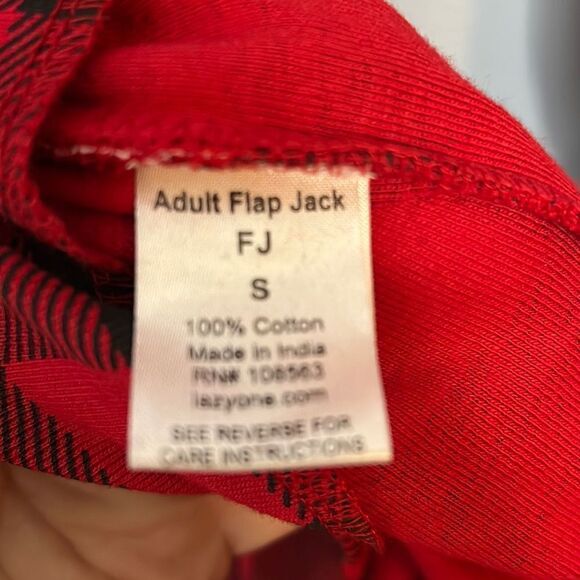 Adult Flap Jack
FJ
S
100% Cotton
Made in India
RN# 108563
lazyone.com
SEE REVERSE FOR
CARE INSTRUCTIONS